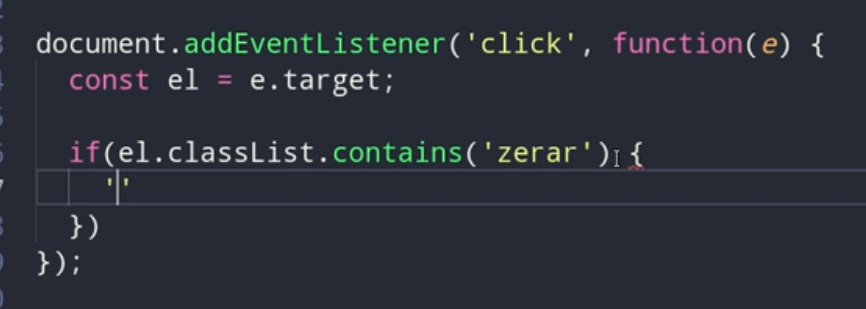 document.addEventListener('click', function(e) {
const el = e.target;
if(el.classList.contains('zerar') {
''
})
});